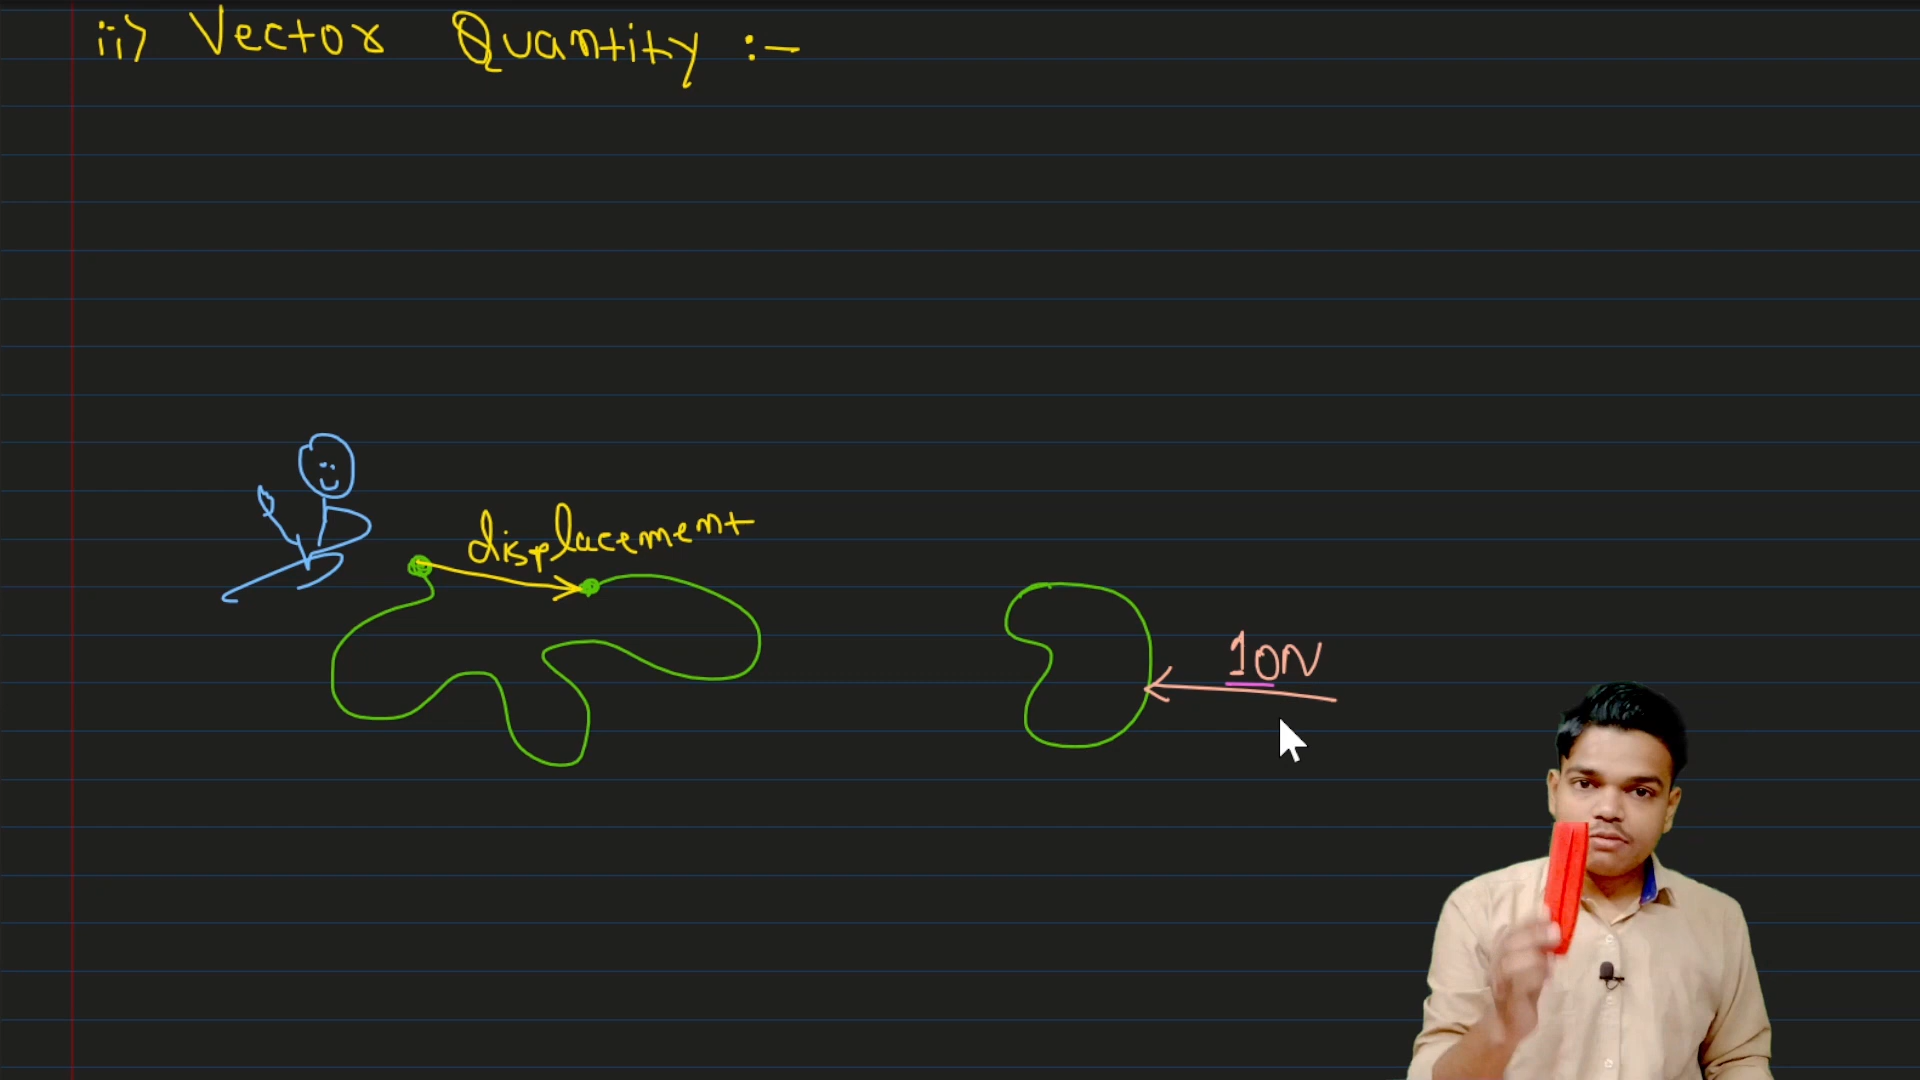 ii) Vector Quantity :-
displacement
10N